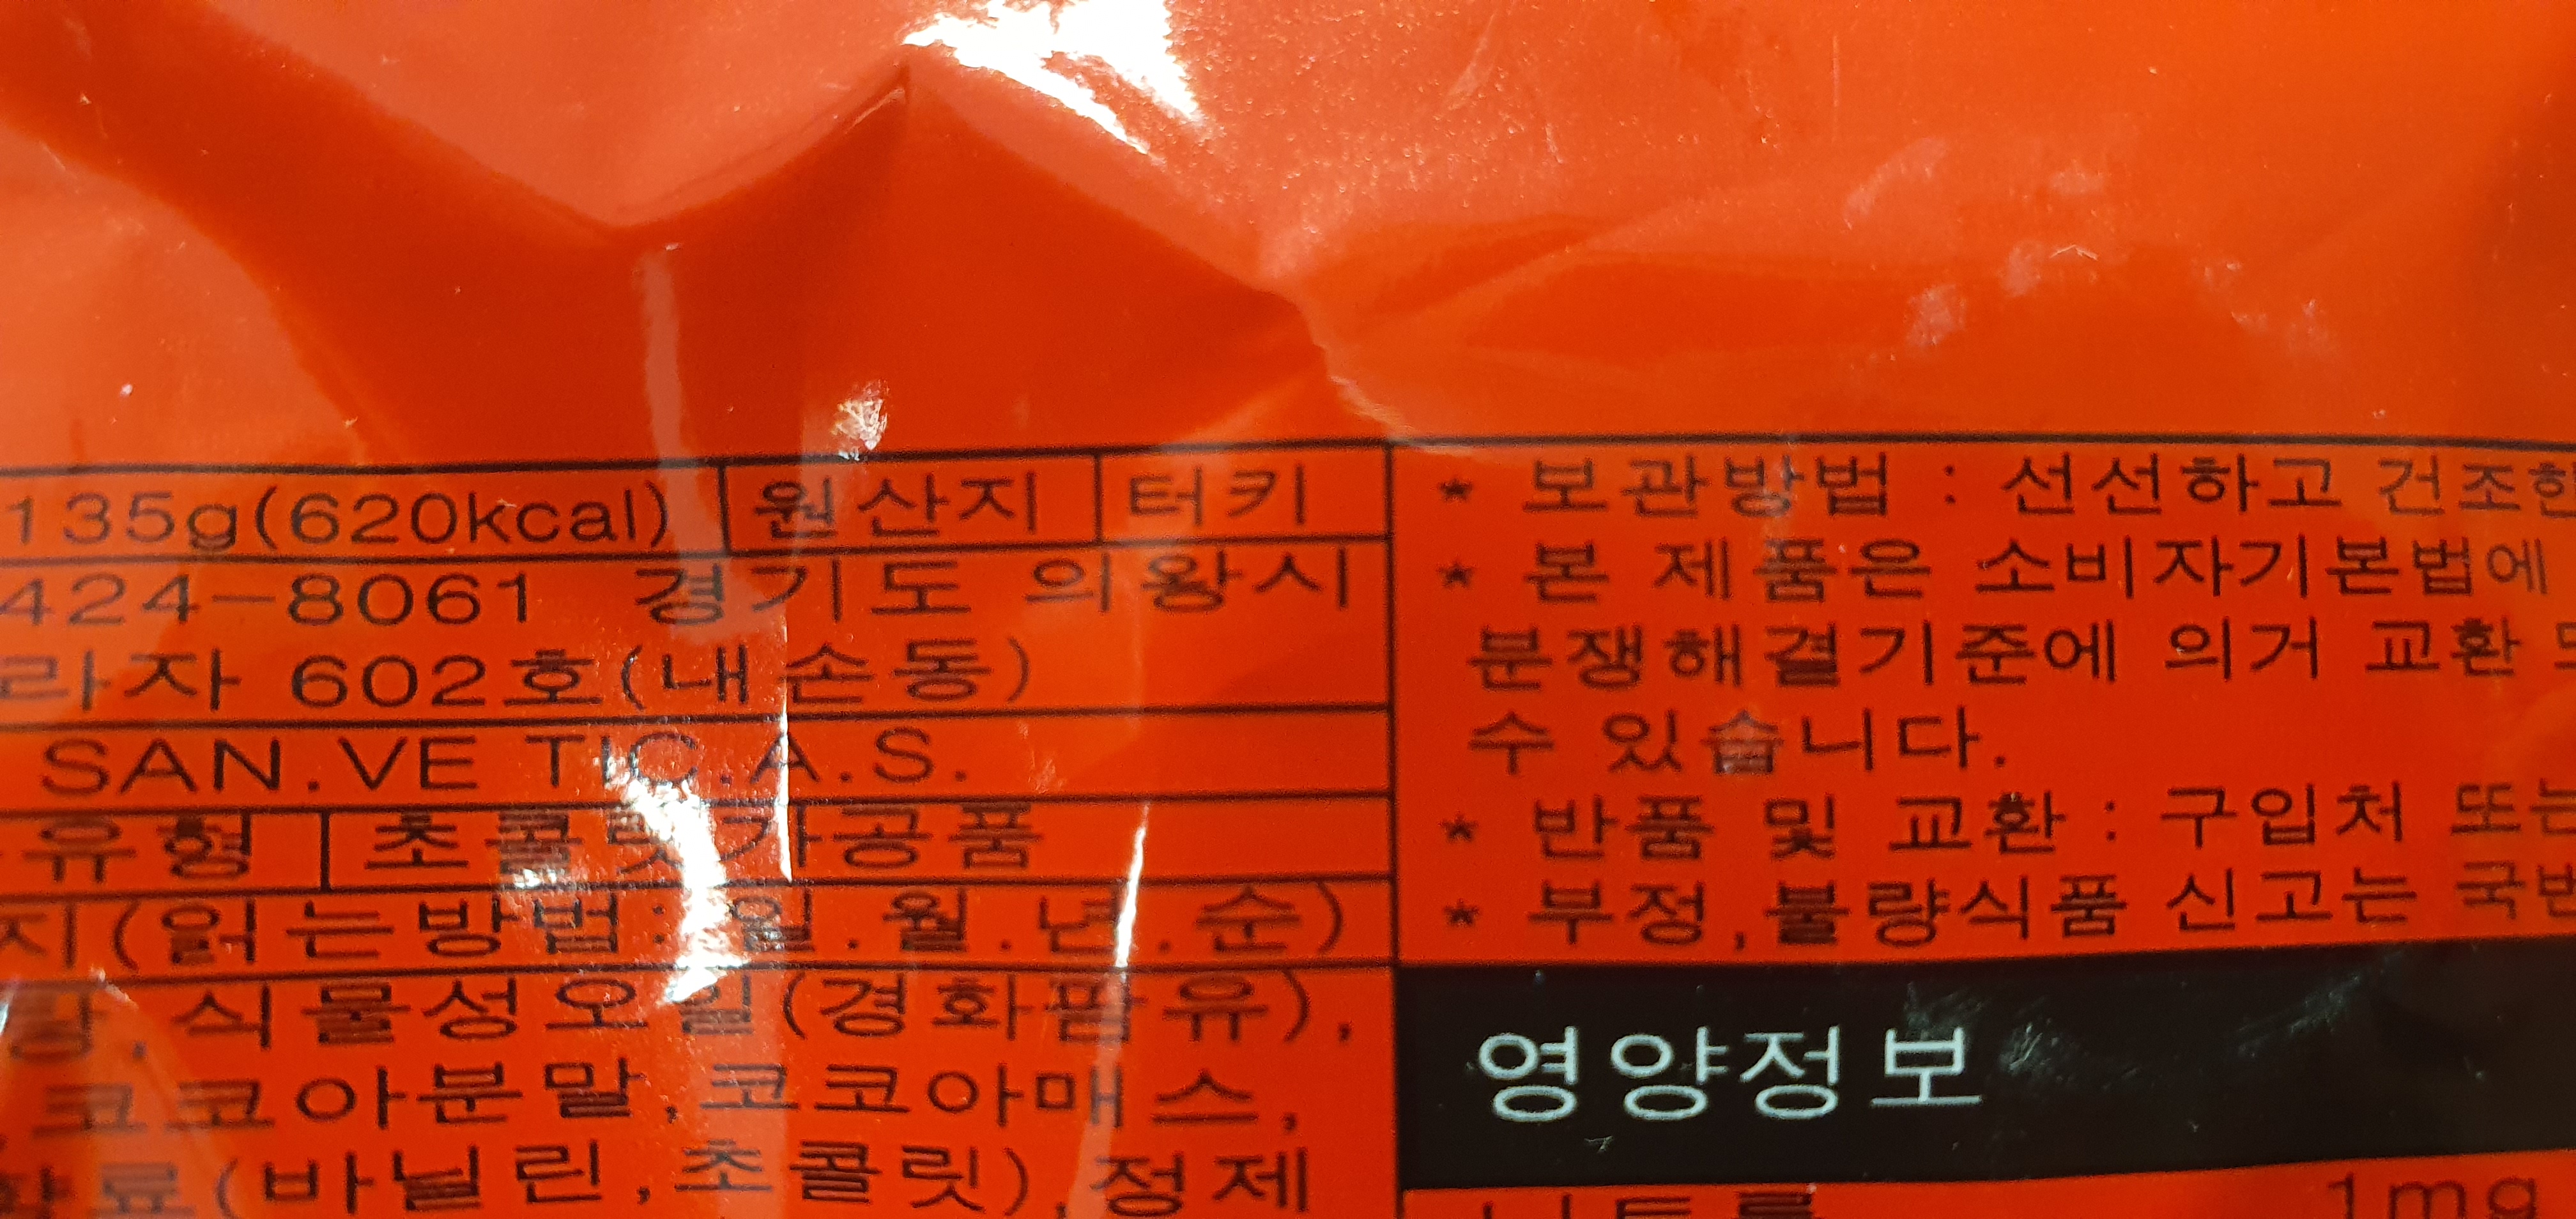 135g(620kcal) 원산지 터키
424-8061 경기도 의왕시
라자 602호(내손동)
SAN.VE TIC.A.S.
유형 초콜릿가공품
지(읽는방법:일.월.년.순)
식물성오일(경화팜유),
코코아분말,코코아매스,
(바닐린,초콜릿),정제
* 보관방법 : 선선하고 건조한
* 본 제품은 소비자기본법에
분쟁해결기준에 의거 교환
수 있습니다.
* 반품 및 교환 : 구입처 또는
* 부정,불량식품 신고는 국번
영양정보
나트륨 1mg